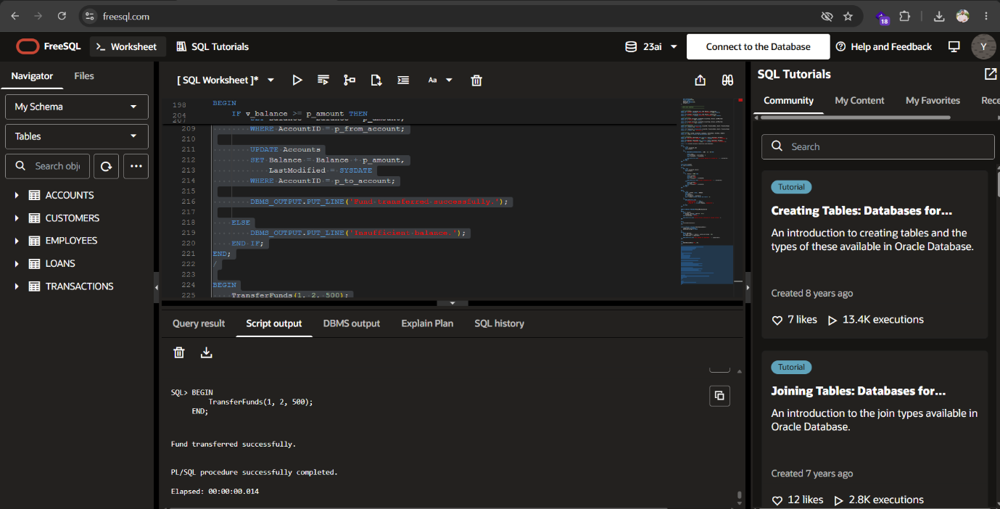 freesql.com
18
FreeSQL
Worksheet
SQL Tutorials
23ai
Connect to the Database
Help and Feedback
Y
Navigator
Files
My Schema
Tables
Search obj
ACCOUNTS
CUSTOMERS
EMPLOYEES
LOANS
TRANSACTIONS
[ SQL Worksheet ]*
Aa
198 BEGIN
204 IF v_balance >= p_amount THEN
207
209 WHERE AccountID = p_from_account;
210
211 UPDATE Accounts
212 SET Balance = Balance + p_amount,
213 LastModified = SYSDATE
214 WHERE AccountID = p_to_account;
215
216 DBMS_OUTPUT.PUT_LINE('Fund transferred successfully.');
217
218 ELSE
219 DBMS_OUTPUT.PUT_LINE('Insufficient balance.');
220 END IF;
221 END;
222 /
223
224 BEGIN
225 TransferFunds(1, 2, 500);
Query result
Script output
DBMS output
Explain Plan
SQL history
SQL> BEGIN
TransferFunds(1, 2, 500);
END;
Fund transferred successfully.
PL/SQL procedure successfully completed.
Elapsed: 00:00:00.014
SQL Tutorials
Community
My Content
My Favorites
Rece
Search
Tutorial
Creating Tables: Databases for...
An introduction to creating tables and the
types of these available in Oracle Database.
Created 8 years ago
7 likes
13.4K executions
Tutorial
Joining Tables: Databases for...
An introduction to the join types available in
Oracle Database.
Created 7 years ago
12 likes
2.8K executions